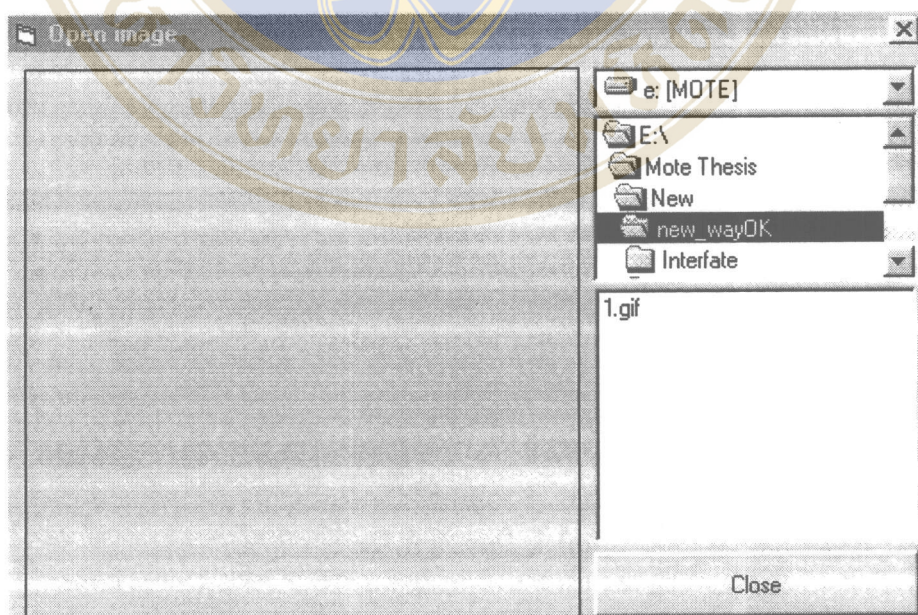 Open image
e: [MOTE]
E:\
Mote Thesis
New
new_wayOK
Interfate
1.gif
Close